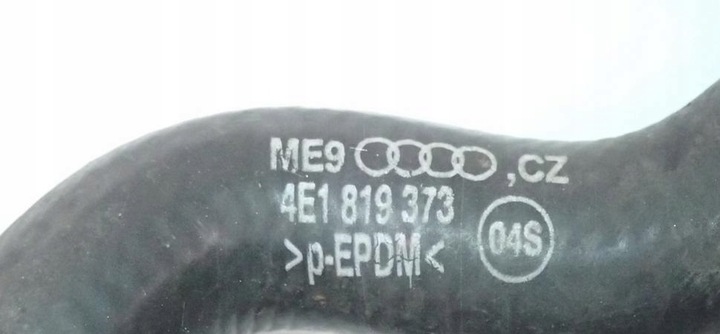 ME9 ,CZ
4E1 819 373
>p-EPDM<
04S